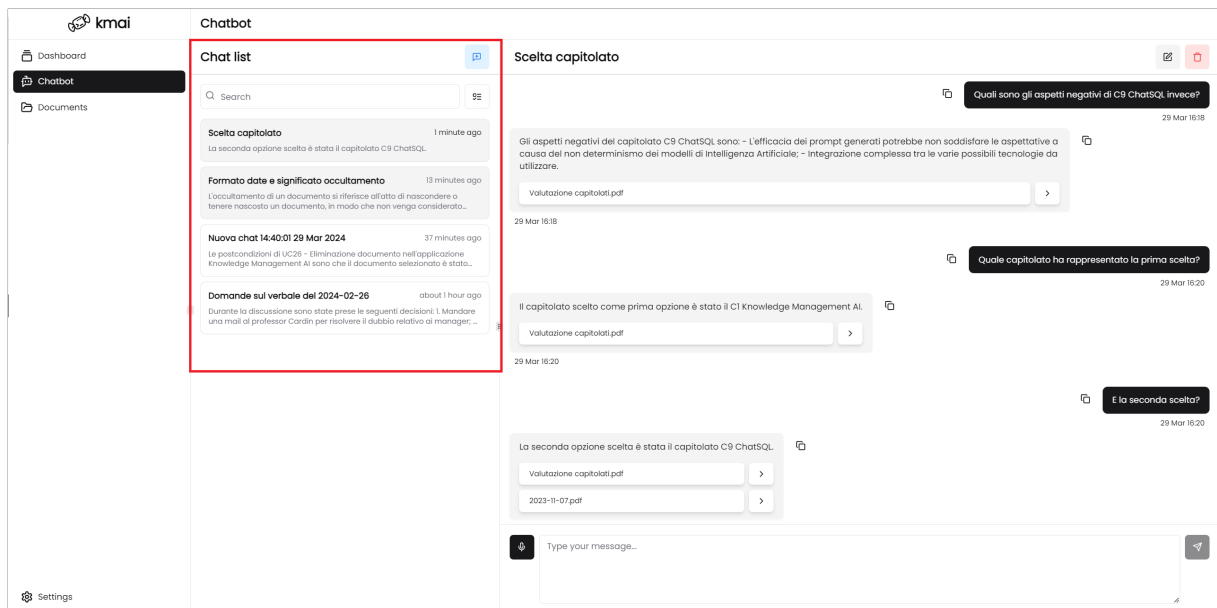 kmai
Chatbot
Dashboard
Chatbot
Documents
Settings
Chat list
Search
Scelta capitolato
1 minute ago
La seconda opzione scelta è stata il capitolato C9 ChatSQL.
Formato date e significato occultamento
13 minutes ago
L'occultamento di un documento si riferisce all'atto di nascondere o
tenere nascosto un documento, in modo che non venga considerato...
Nuova chat 14:40:01 29 Mar 2024
37 minutes ago
Le postcondizioni di UC26 - Eliminazione documento nell'applicazione
Knowledge Management AI sono che il documento selezionato è stato...
Domande sul verbale del 2024-02-26
about 1 hour ago
Durante la discussione sono state prese le seguenti decisioni: 1. Mandare
una mail al professor Cardin per risolvere il dubbio relativo ai manager; ...
Scelta capitolato
Quali sono gli aspetti negativi di C9 ChatSQL invece?
29 Mar 16:18
Gli aspetti negativi del capitolato C9 ChatSQL sono: - L'efficacia dei prompt generati potrebbe non soddisfare le aspettative a
causa del non determinismo dei modelli di Intelligenza Artificiale; - Integrazione complessa tra le varie possibili tecnologie da
utilizzare.
Valutazione capitolati.pdf
29 Mar 16:18
Quale capitolato ha rappresentato la prima scelta?
29 Mar 16:20
Il capitolato scelto come prima opzione è stato il C1 Knowledge Management AI.
Valutazione capitolati.pdf
29 Mar 16:20
E la seconda scelta?
29 Mar 16:20
La seconda opzione scelta è stata il capitolato C9 ChatSQL.
Valutazione capitolati.pdf
2023-11-07.pdf
Type your message...